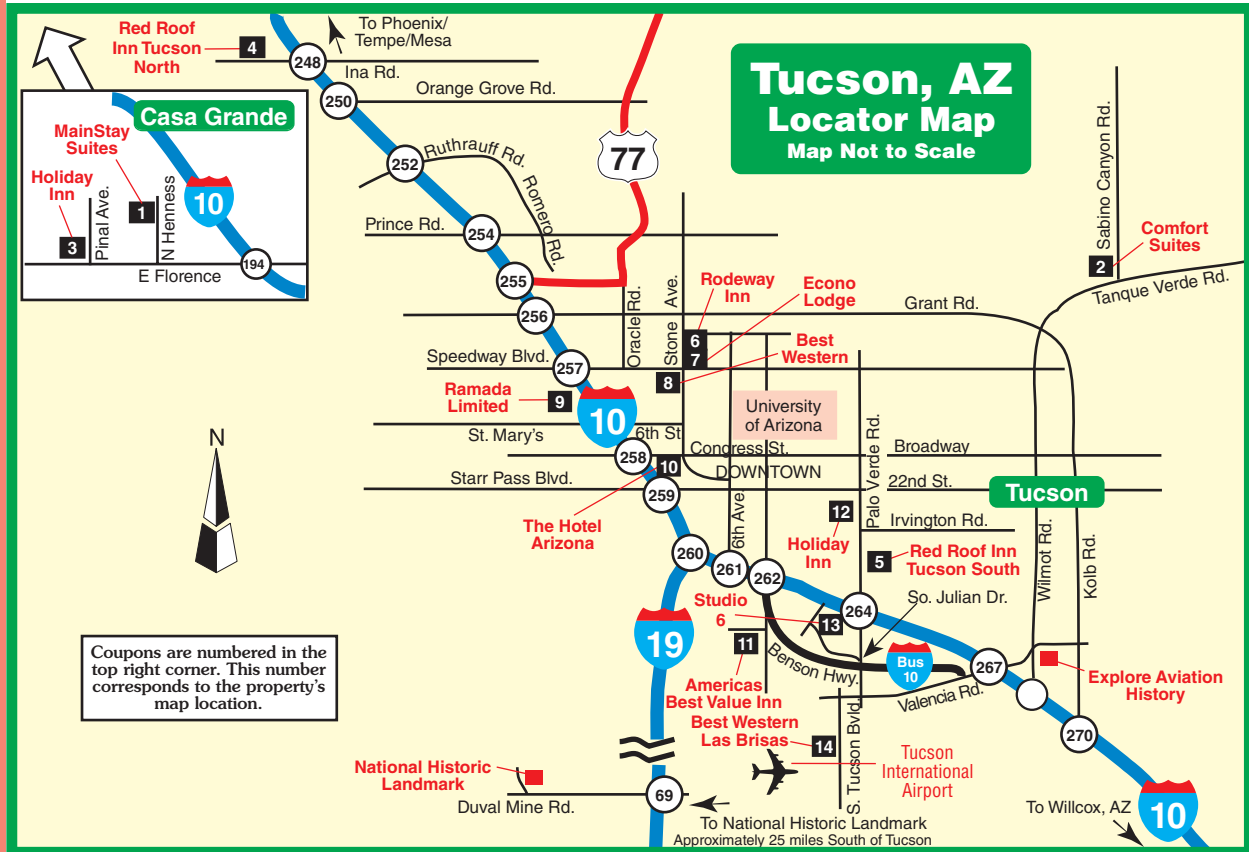 Tucson, AZ
Locator Map
Map Not to Scale
To Phoenix/
Tempe/Mesa
Red Roof
Inn Tucson
North
4
248
Ina Rd.
250
Orange Grove Rd.
77
Casa Grande
MainStay
Suites
Holiday
Inn
3
Pinal Ave.
1
N Henness
10
194
E Florence
252
Ruthrauff Rd.
Romero Rd.
Prince Rd.
254
255
256
Oracle Rd.
Stone Ave.
Rodeway
Inn
Econo
Lodge
Grant Rd.
Sabino Canyon Rd.
Comfort
Suites
2
Tanque Verde Rd.
6
7
Speedway Blvd.
257
8
Best
Western
Ramada
Limited
9
10
University
of Arizona
St. Mary's
6th St
Congress St.
Broadway
258
10
DOWNTOWN
Palo Verde Rd.
Starr Pass Blvd.
259
22nd St.
Tucson
The Hotel
Arizona
6th Ave.
12
Holiday
Inn
Irvington Rd.
Wilmot Rd.
Kolb Rd.
N
260
261
262
5
Red Roof Inn
Tucson South
So. Julian Dr.
264
Studio
6
13
19
11
Benson Hwy.
Bus
10
267
Valencia Rd.
Explore Aviation
History
Coupons are numbered in the
top right corner. This number
corresponds to the property's
map location.
Americas
Best Value Inn
Best Western
Las Brisas
14
S. Tucson Bvld.
Tucson
International
Airport
270
National Historic
Landmark
Duval Mine Rd.
69
To National Historic Landmark
Approximately 25 miles South of Tucson
To Willcox, AZ
10